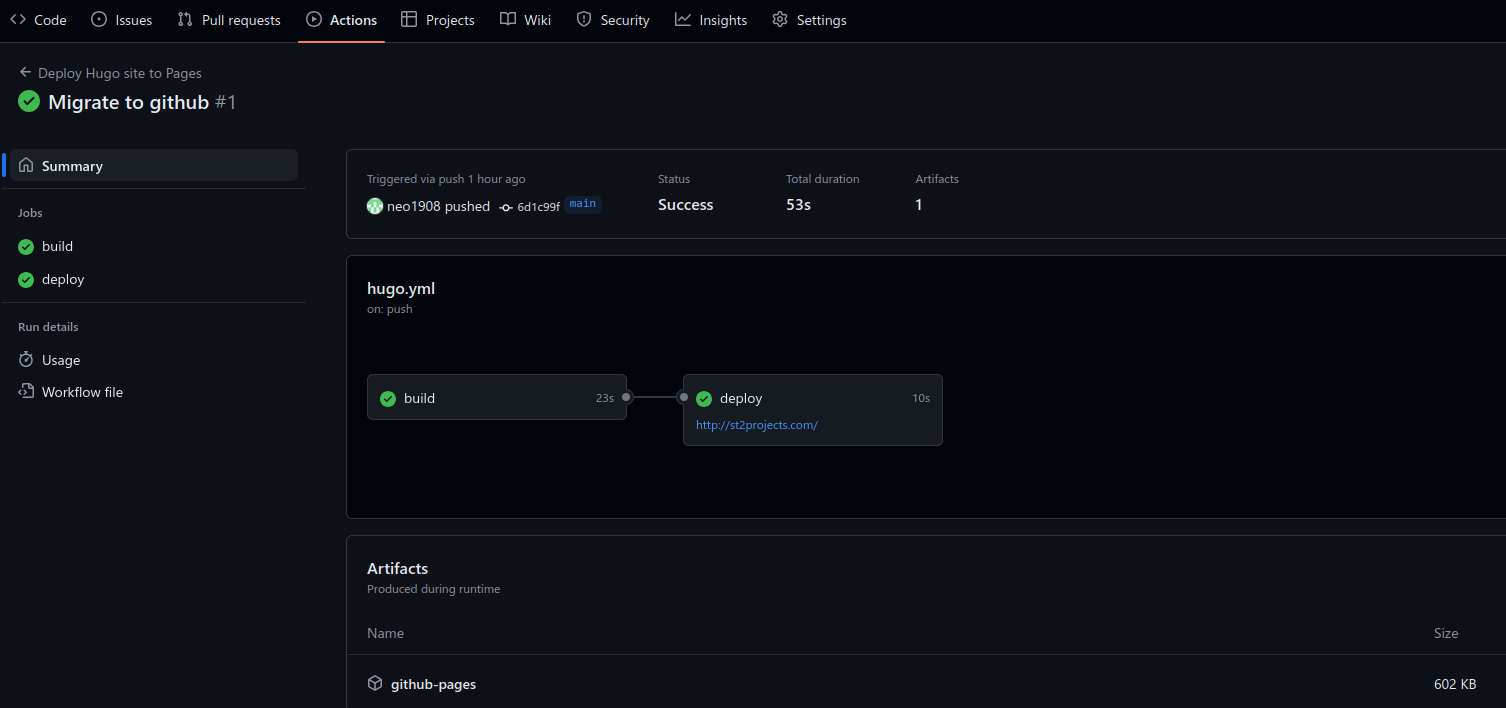 Code Issues Pull requests Actions Projects Wiki Security Insights Settings
Deploy Hugo site to Pages
Migrate to github #1
Summary
Jobs
build
deploy
Run details
Usage
Workflow file
Triggered via push 1 hour ago Status Total duration Artifacts
neo1908 pushed 6d1c99f main Success 53s 1
hugo.yml
on: push
build 23s deploy 10s
http://st2projects.com/
Artifacts
Produced during runtime
Name Size
github-pages 602 KB